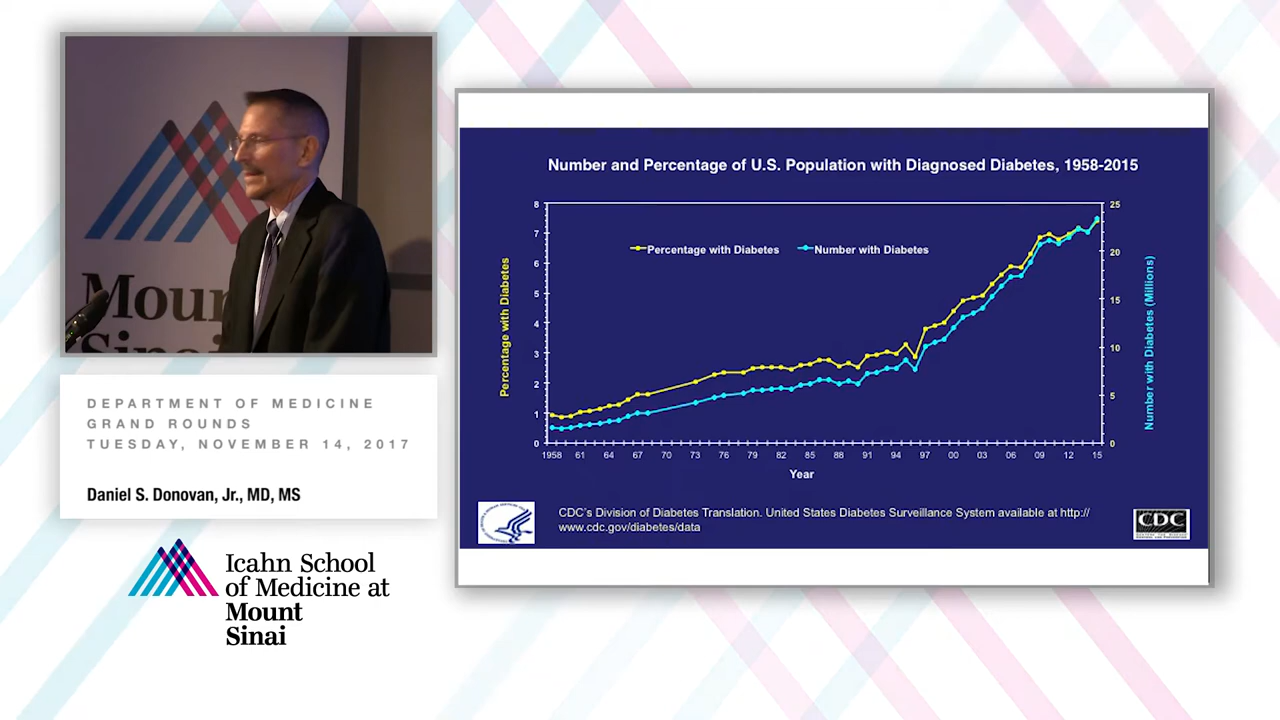 Mount
Sinai
DEPARTMENT OF MEDICINE
GRAND ROUNDS
TUESDAY, NOVEMBER 14, 2017
Daniel S. Donovan, Jr., MD, MS
Icahn School
of Medicine at
Mount
Sinai
Number and Percentage of U.S. Population with Diagnosed Diabetes, 1958-2015
Percentage with Diabetes
8
7
6
5
4
3
2
1
0
Percentage with Diabetes Number with Diabetes
25
20
15
10
5
0
Number with Diabetes (Millions)
1958 61 64 67 70 73 76 79 82 85 88 91 94 97 00 03 06 09 12 15
Year
CDC's Division of Diabetes Translation. United States Diabetes Surveillance System available at http://
www.cdc.gov/diabetes/data
CDC